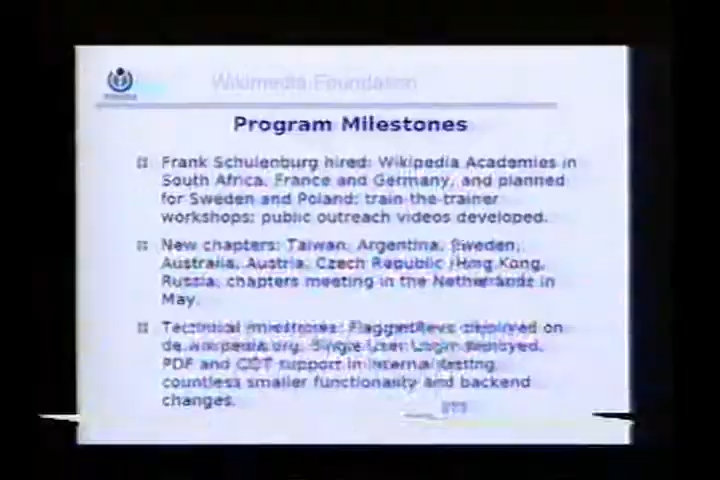 Wikimedia Foundation
Program Milestones
Frank Schulenburg hired: Wikipedia Academies in
South Africa, France and Germany, and planned
for Sweden and Poland; train-the-trainer
workshops; public outreach videos developed.
New chapters: Taiwan, Argentina, Sweden,
Australia, Austria, Czech Republic, Hong Kong,
Russia, chapters meeting in the Netherlands in
May.
Technical milestones: FlaggedRevs deployed on
de.wikipedia.org, Single User Login deployed,
PDF and support in internal testing,
countless smaller functionality and backend
changes.